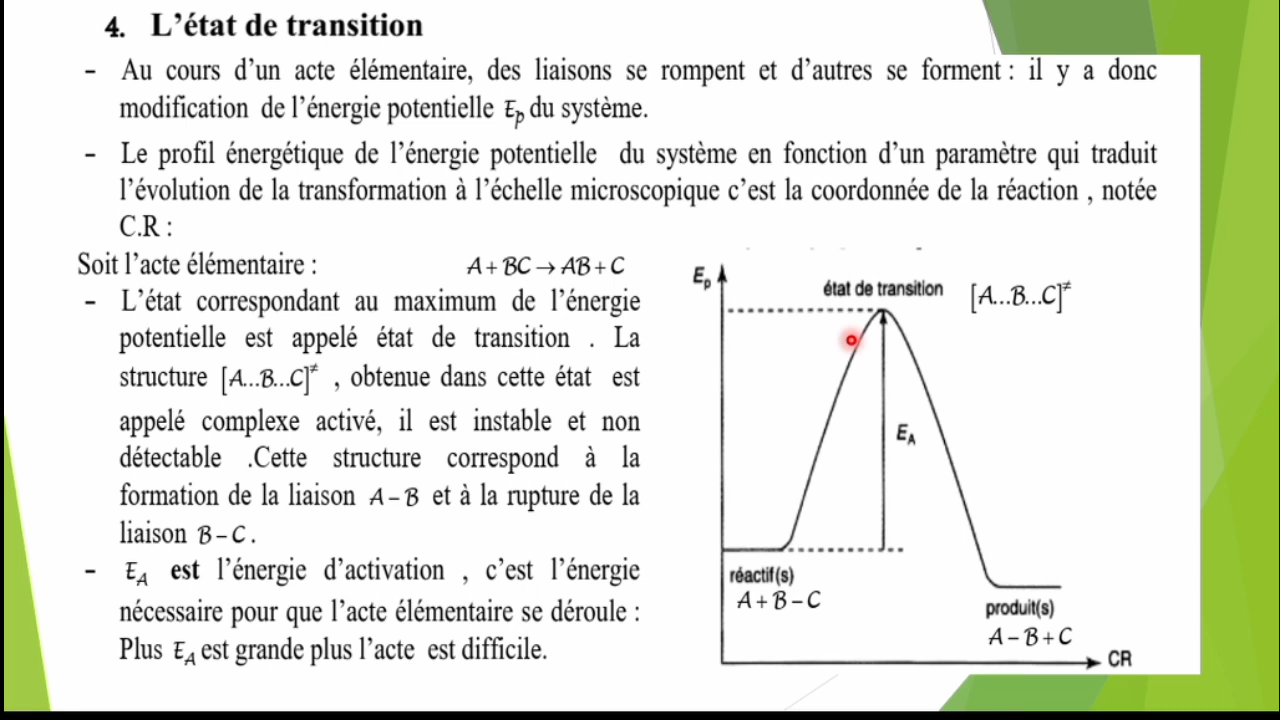 4. L’état de transition
– Au cours d’un acte élémentaire, des liaisons se rompent et d’autres se forment : il y a donc
modification de l’énergie potentielle Eₚ du système.
– Le profil énergétique de l’énergie potentielle du système en fonction d’un paramètre qui traduit
l’évolution de la transformation à l’échelle microscopique c’est la coordonnée de la réaction , notée
C.R :
Soit l’acte élémentaire : A + BC → AB + C
– L’état correspondant au maximum de l’énergie
potentielle est appelé état de transition . La
structure [A...B...C]≠ , obtenue dans cette état est
appelé complexe activé, il est instable et non
détectable .Cette structure correspond à la
formation de la liaison A – B et à la rupture de la
liaison B – C .
– E_A est l’énergie d’activation , c’est l’énergie
nécessaire pour que l’acte élémentaire se déroule :
Plus E_A est grande plus l’acte est difficile.
Eₚ
état de transition [A...B...C]≠
E_A
réactif(s)
A + B – C
produit(s)
A – B + C
CR